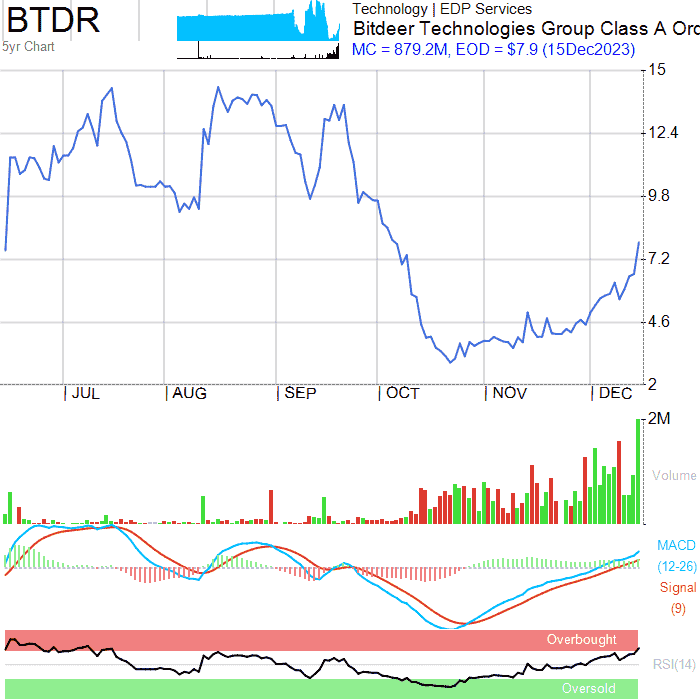 BTDR
5yr Chart
Technology | EDP Services
Bitdeer Technologies Group Class A Ord
MC = 879.2M, EOD = $7.9 (15Dec2023)
15
12.4
9.8
7.2
4.6
2
JUL AUG SEP OCT NOV DEC
2M
Volume
MACD
(12-26)
Signal
(9)
Overbought
RSI(14)
Oversold